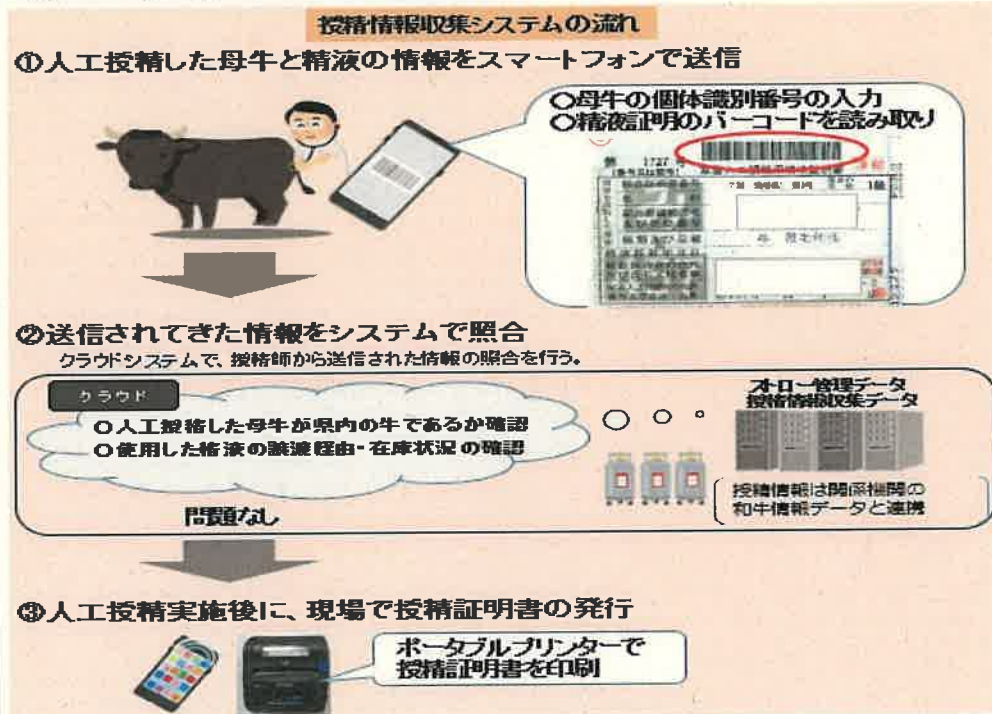 授精情報収集システムの流れ
①人工授精した母牛と精液の情報をスマートフォンで送信
○母牛の個体識別番号の入力
○精液証明のバーコードを読み取り
1727
②送信されてきた情報をシステムで照合
クラウドシステムで、授精師から送信された情報の照合を行う。
クラウド
○人工授精した母牛が県内の牛であるか確認
○使用した精液の譲渡経由・在庫状況の確認
問題なし
ストロー管理データ
授精情報収集データ
授精情報は関係機関の
和牛情報データと連携
③人工授精実施後に、現場で授精証明書の発行
ポータブルプリンターで
授精証明書を印刷